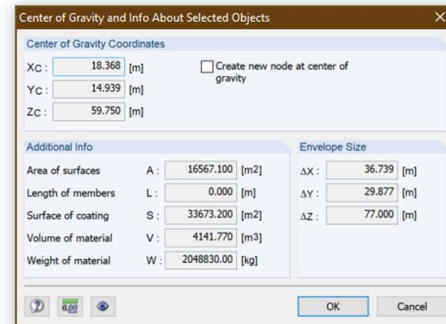 Center of Gravity and Info About Selected Objects
Center of Gravity Coordinates
XC : 18.368 [m]
Create new node at center of
gravity
YC : 14.939 [m]
ZC : 59.750 [m]
Additional Info
Area of surfaces A : 16567.100 [m2]
Length of members L : 0.000 [m]
Surface of coating S : 33673.200 [m2]
Volume of material V : 4141.770 [m3]
Weight of material W : 2048830.00 [kg]
Envelope Size
ΔX : 36.739 [m]
ΔY : 29.877 [m]
ΔZ : 77.000 [m]
0.00
OK
Cancel